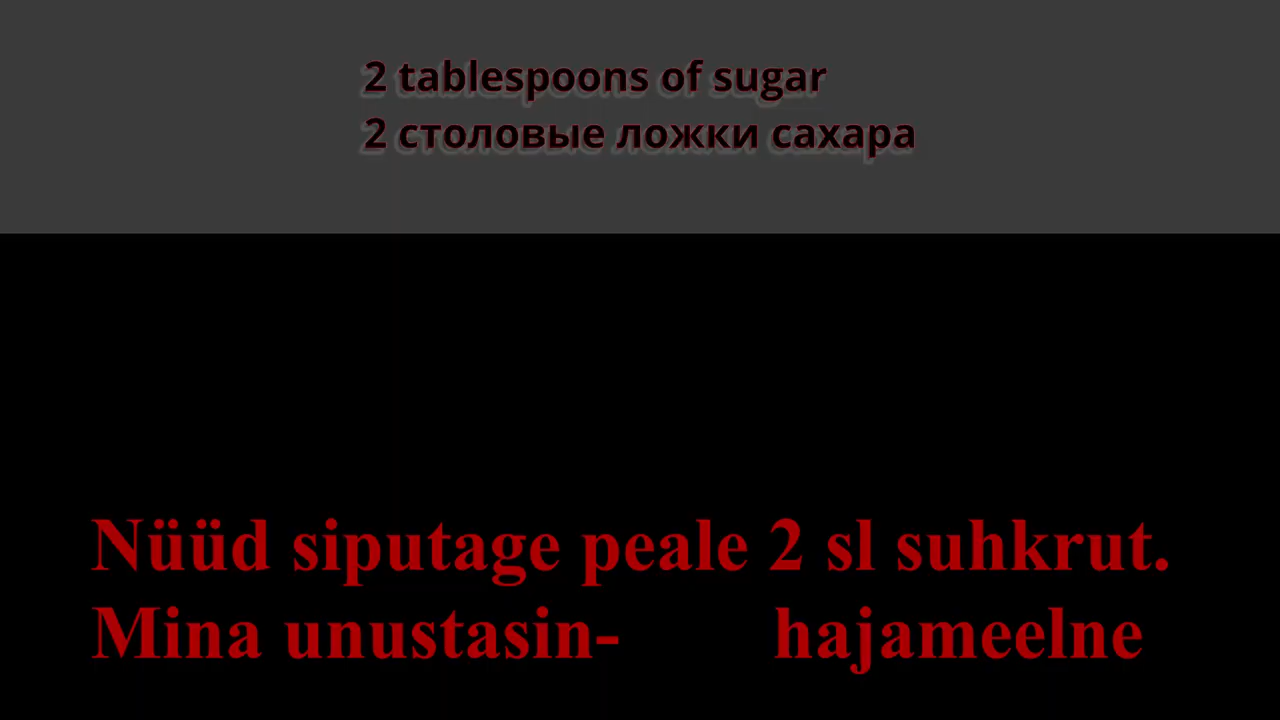 2 tablespoons of sugar
2 столовые ложки сахара
Nüüd siputage peale 2 sl suhkrut.
Mina unustasin- hajameelne